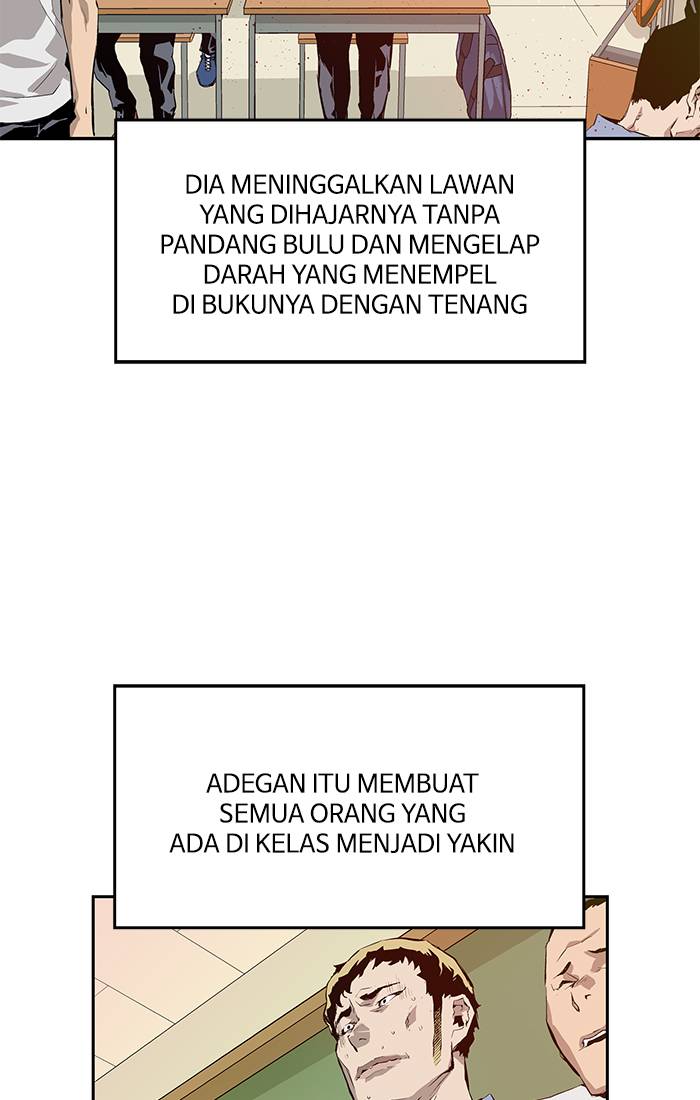 DIA MENINGGALKAN LAWAN
YANG DIHAJARNYA TANPA
PANDANG BULU DAN MENGELAP
DARAH YANG MENEMPEL
DI BUKUNYA DENGAN TENANG
ADEGAN ITU MEMBUAT
SEMUA ORANG YANG
ADA DI KELAS MENJADI YAKIN